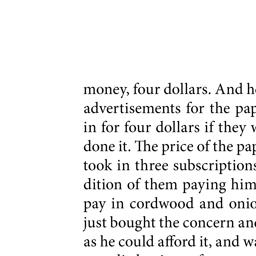 money, four dollars. And h
advertisements for the pap
in for four dollars if they w
done it. The price of the pap
took in three subscriptions
dition of them paying him
pay in cordwood and onio
just bought the concern and
as he could afford it, and wa